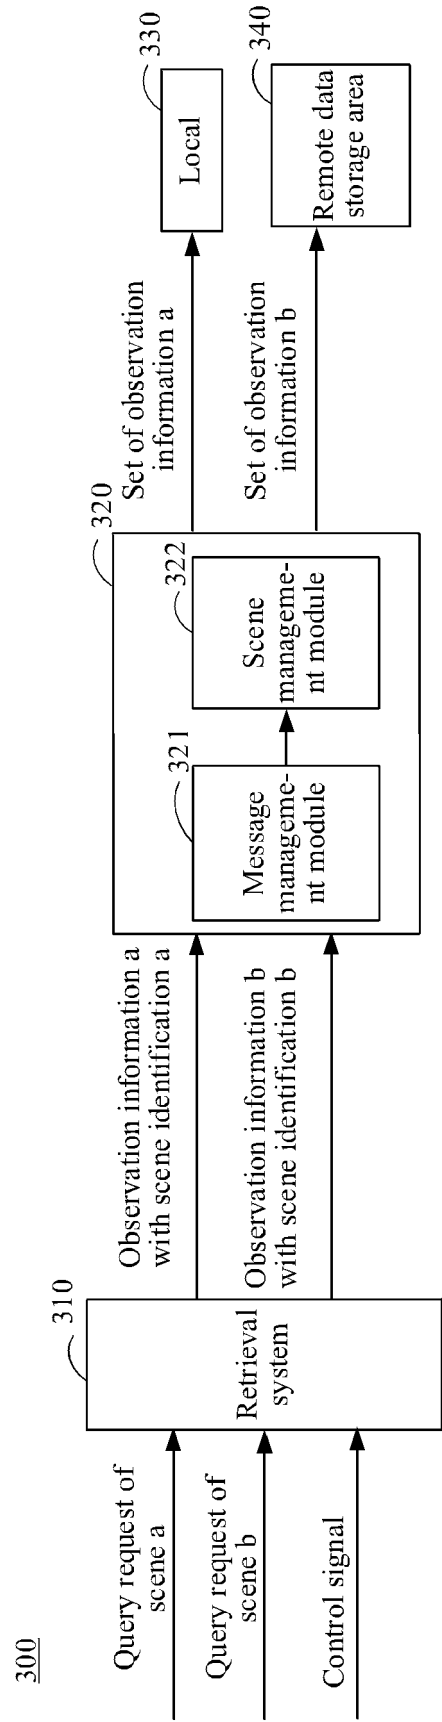 300
Query request of
scene a
Query request of
scene b
Control signal
310
Retrieval
system
Observation information a
with scene identification a
Observation information b
with scene identification b
320
321
Message
manageme-
nt module
322
Scene
manageme-
nt module
Set of observation
information a
Set of observation
information b
330
Local
340
Remote data
storage area